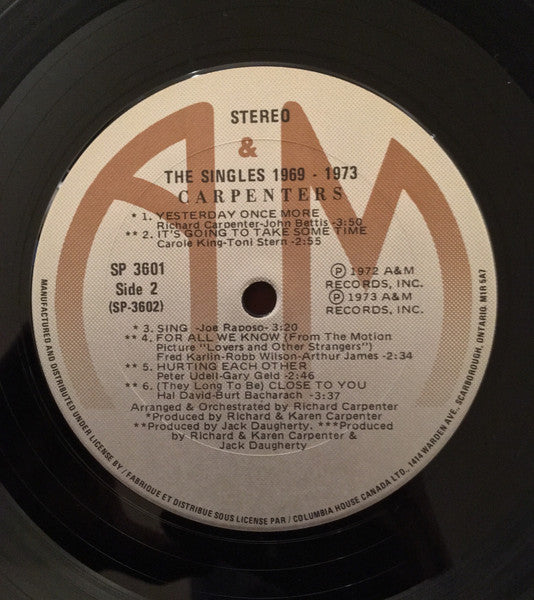 STEREO
A&M
THE SINGLES 1969 - 1973
CARPENTERS
* 1. YESTERDAY ONCE MORE
Richard Carpenter-John Bettis -3:50
** 2. IT'S GOING TO TAKE SOME TIME
Carole King-Toni Stern -2:55
SP 3601
Side 2
(SP-3602)
Ⓟ 1972 A&M
RECORDS, INC.
Ⓟ 1973 A&M
RECORDS, INC.
* 3. SING -Joe Raposo- 3:20
** 4. FOR ALL WE KNOW (From The Motion
Picture "Lovers and Other Strangers")
Fred Karlin-Robb Wilson-Arthur James -2:34
** 5. HURTING EACH OTHER
Peter Udell-Gary Geld -2:46
** 6. (They Long To Be) CLOSE TO YOU
Hal David-Burt Bacharach -3:37
Arranged & Orchestrated by Richard Carpenter
*Produced by Richard & Karen Carpenter
**Produced by Jack Daugherty, ***Produced
by Richard & Karen Carpenter &
Jack Daugherty
MANUFACTURED AND DISTRIBUTED UNDER LICENSE BY / FABRIQUE ET DISTRIBUE SOUS LICENSE PAR / COLUMBIA HOUSE CANADA LTD., 1414 WARDEN AVE., SCARBOROUGH, ONTARIO. M1R 5A7